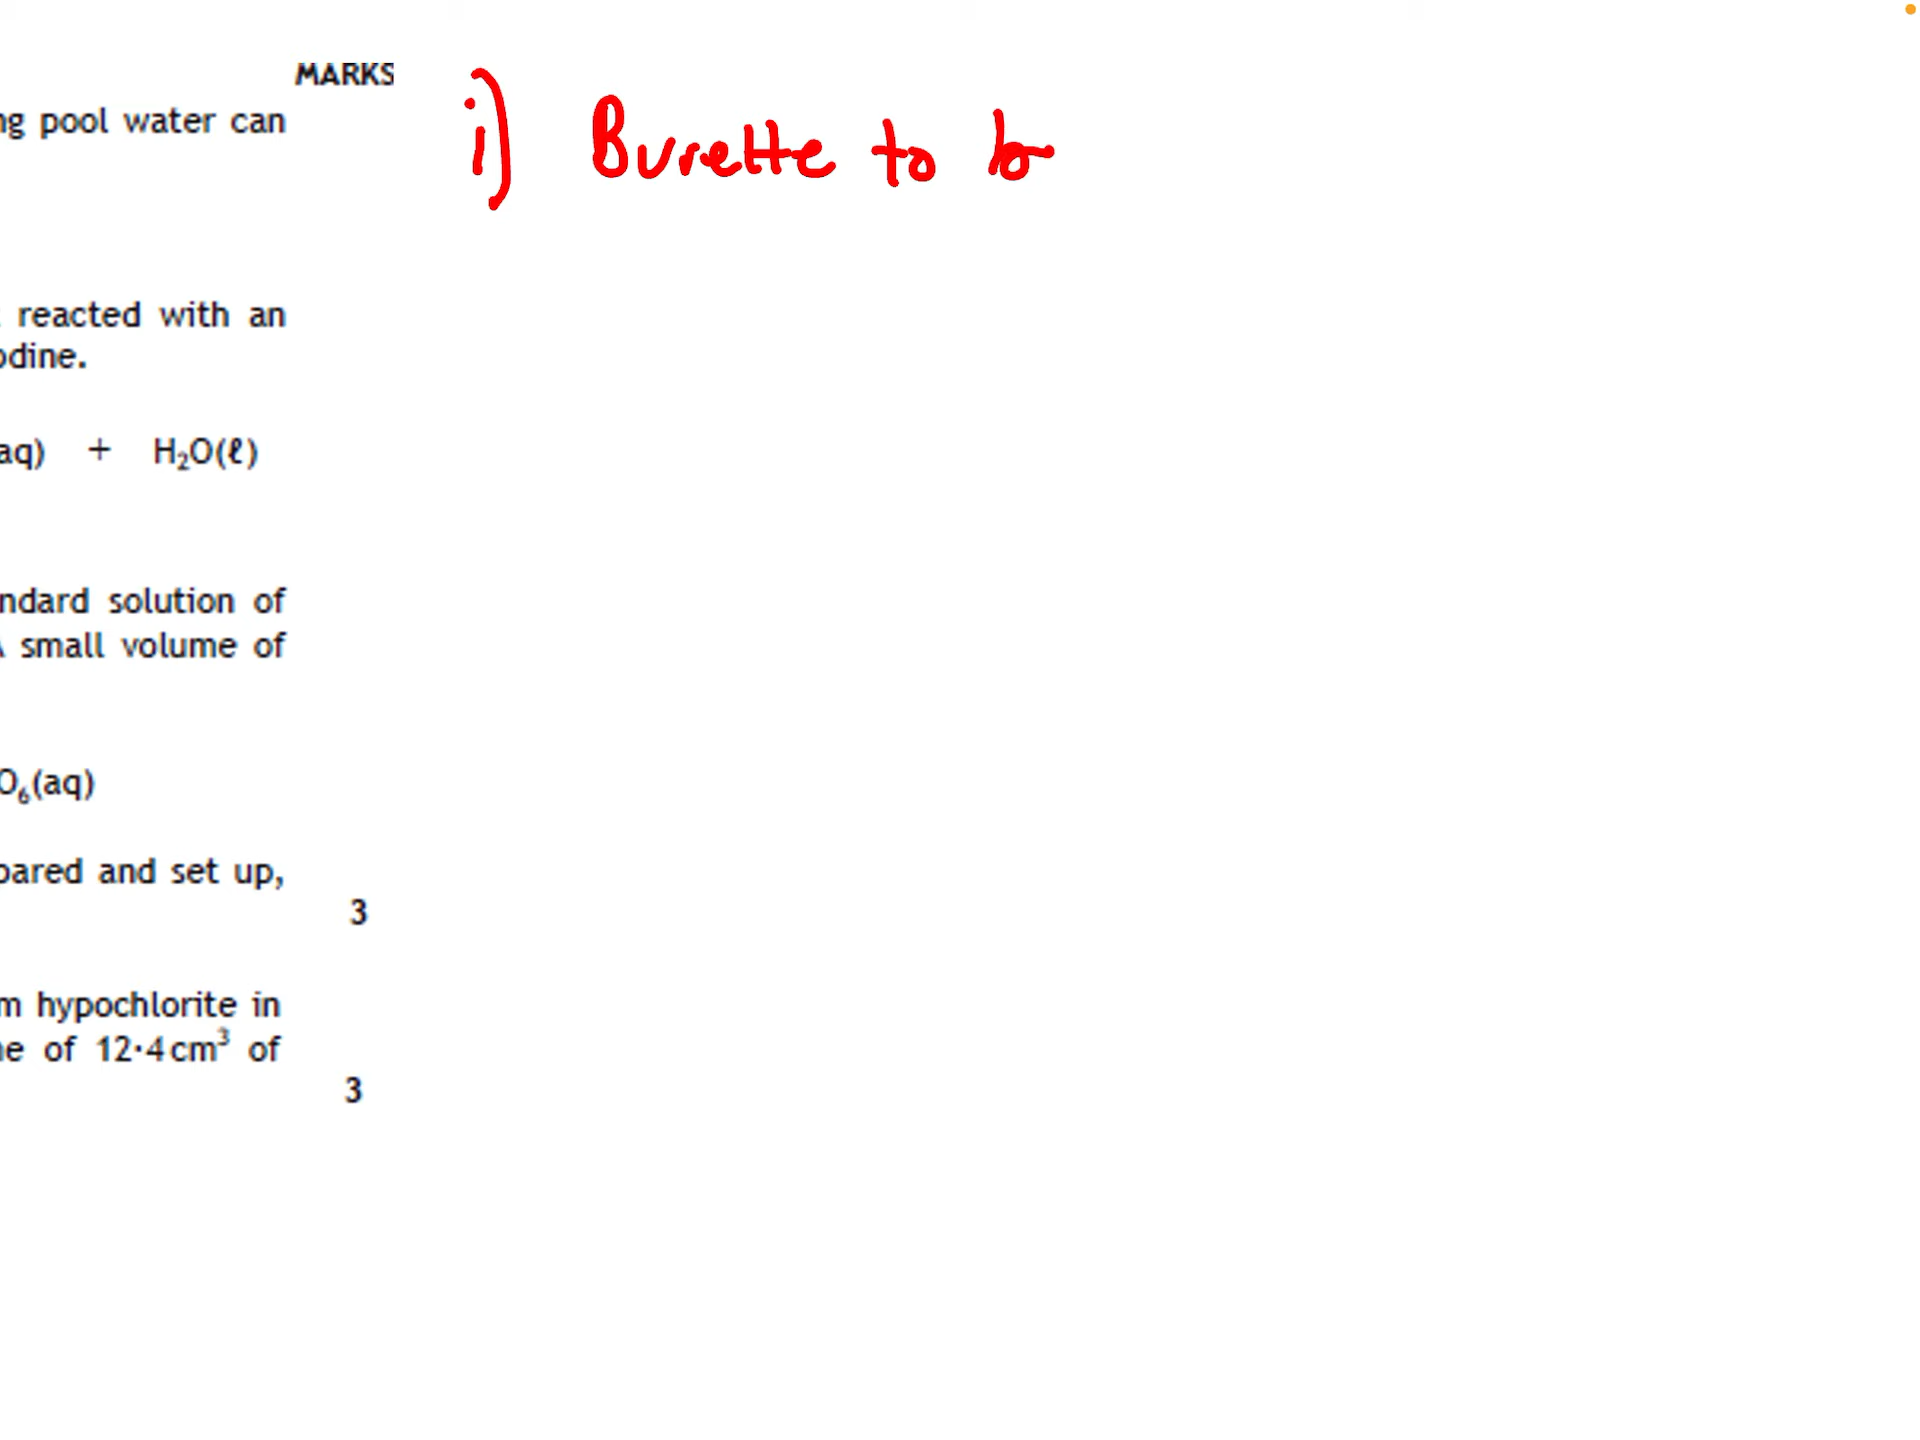 MARKS
ng pool water can
i) Burette to b
reacted with an
odine.
aq) + H₂O(ℓ)
ndard solution of
A small volume of
O₆(aq)
pared and set up,
3
m hypochlorite in
ne of 12·4 cm³ of
3